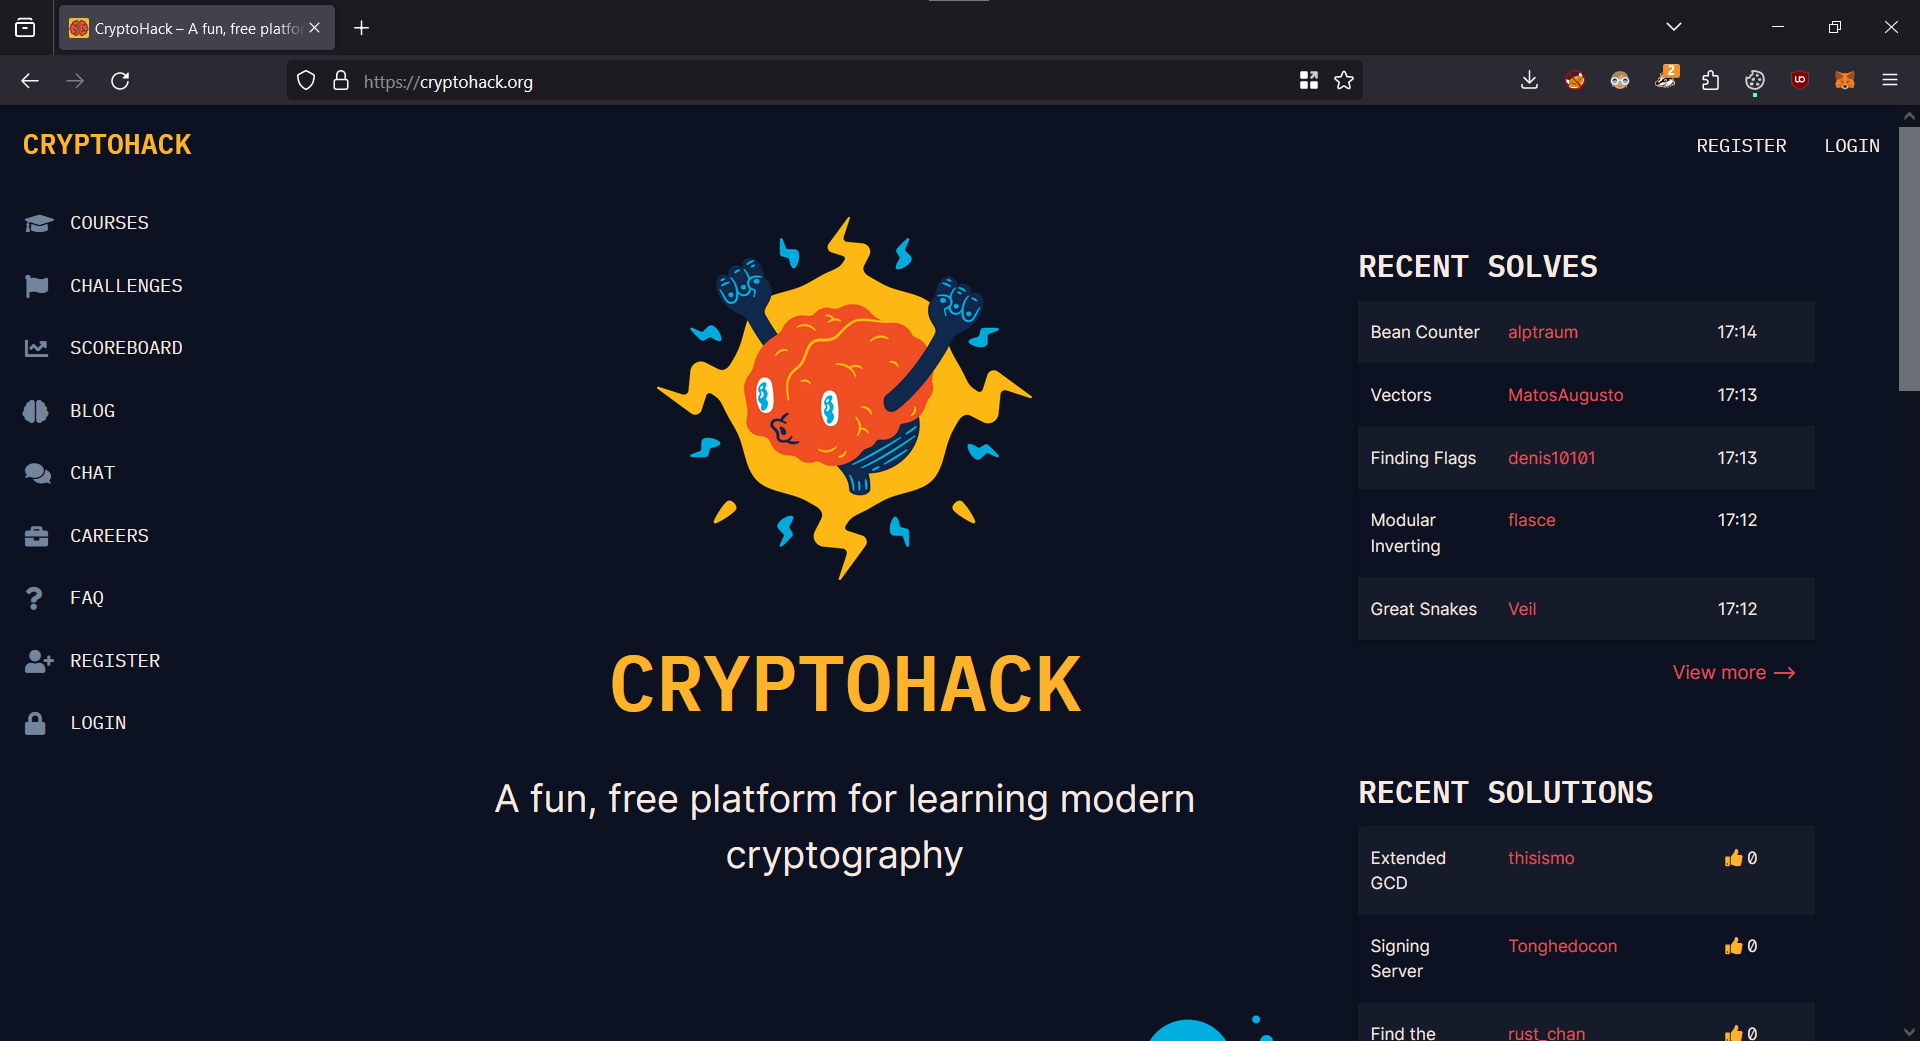 CryptoHack – A fun, free platfor
https://cryptohack.org
2
CRYPTOHACK
REGISTER
LOGIN
COURSES
CHALLENGES
SCOREBOARD
BLOG
CHAT
CAREERS
FAQ
REGISTER
LOGIN
CRYPTOHACK
A fun, free platform for learning modern
cryptography
RECENT SOLVES
Bean Counter alptraum 17:14
Vectors MatosAugusto 17:13
Finding Flags denis10101 17:13
Modular flasce 17:12
Inverting
Great Snakes Veil 17:12
View more →
RECENT SOLUTIONS
Extended thisismo 0
GCD
Signing Tonghedocon 0
Server
Find the rust_chan 0